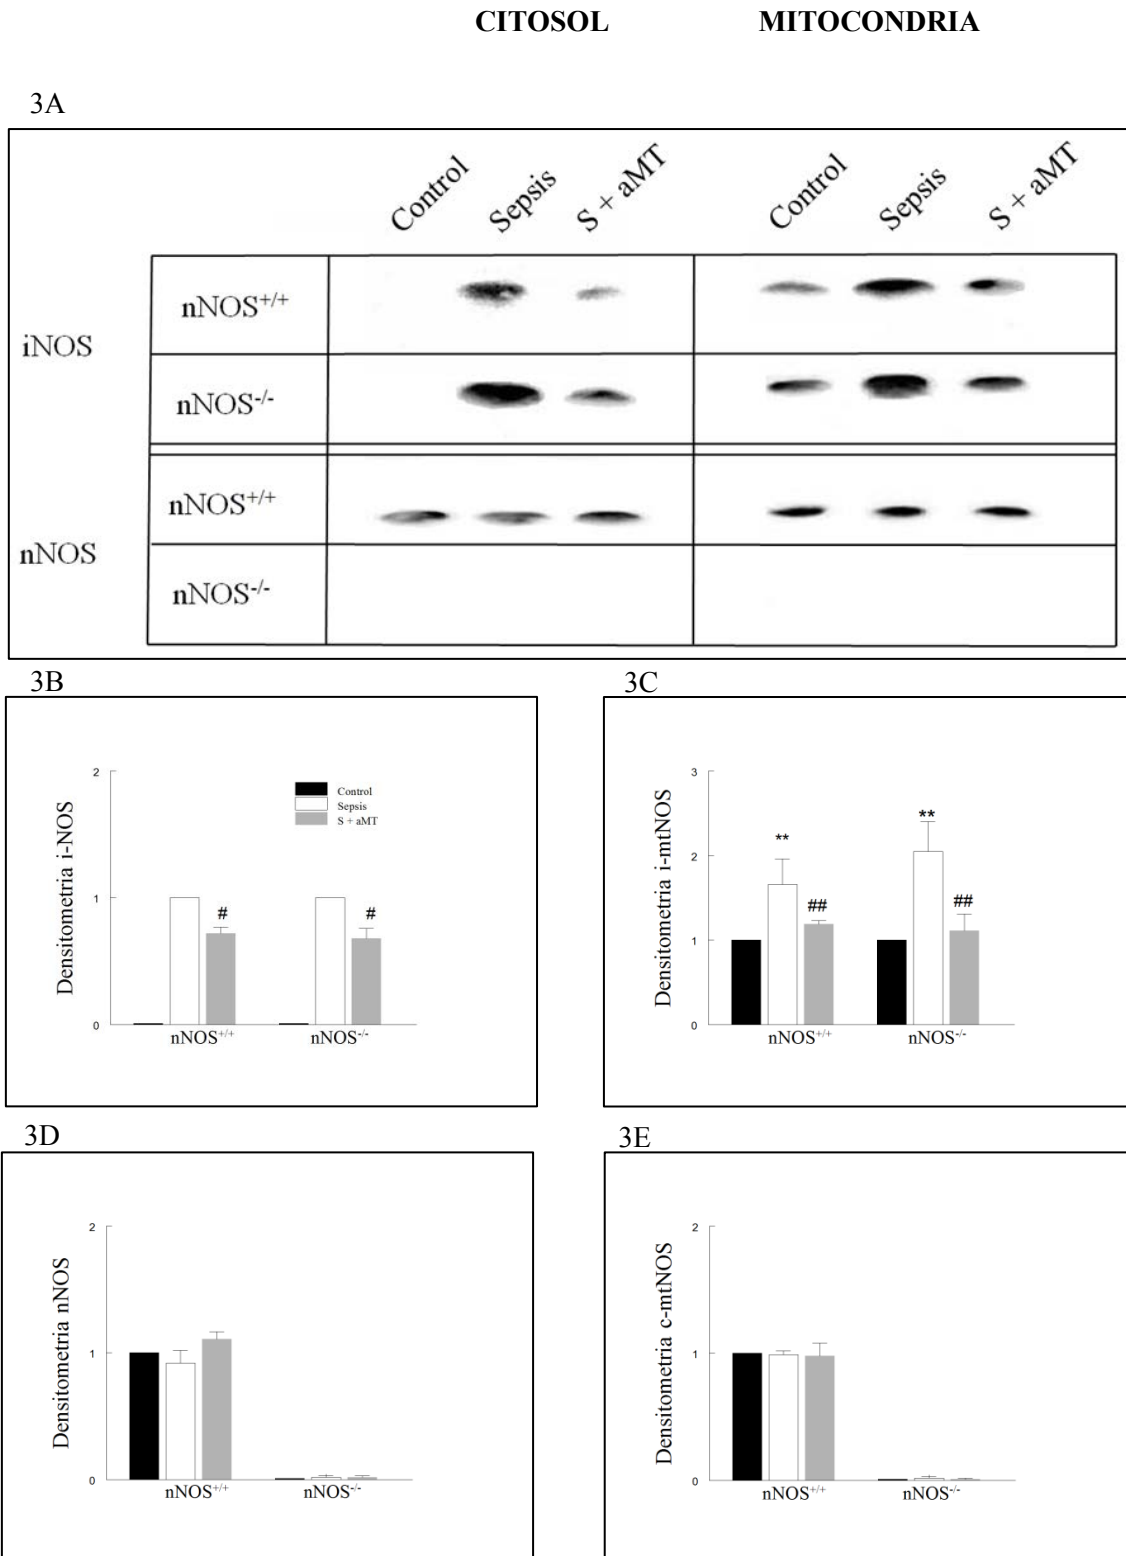 CITOSOL MITOCONDRIA
3A
Control Sepsis S + aMT Control Sepsis S + aMT
iNOS
nNOS+/+
nNOS-/-
nNOS
nNOS+/+
nNOS-/-
3B
Densitometria i-NOS
2
1
0
Control
Sepsis
S + aMT
# #
nNOS+/+ nNOS-/-
3C
Densitometria i-mtNOS
3
2
1
0
** **
## ##
nNOS+/+ nNOS-/-
3D
Densitometria nNOS
2
1
0
nNOS+/+ nNOS-/-
3E
Densitometria c-mtNOS
2
1
0
nNOS+/+ nNOS-/-